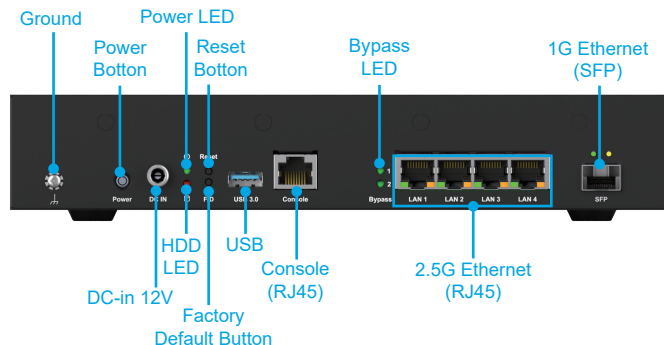 Ground
Power LED
Power
Botton
Reset
Botton
Bypass
LED
1G Ethernet
(SFP)
Reset
1
2
Power
DC IN
F/D
USB 3.0
Console
Bypass
LAN 1
LAN 2
LAN 3
LAN 4
SFP
HDD
LED
USB
Console
(RJ45)
2.5G Ethernet
(RJ45)
DC-in 12V
Factory
Default Button